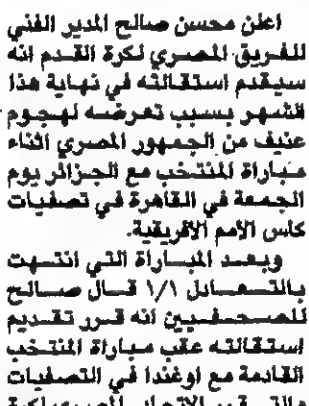 اعلن محسن صالح المدير الفني
للفريق المصري لكرة القدم انه
سيقدم استقالته في نهاية هذا
الشهر بسبب تعرضه لهجوم
عنيف من الجمهور المصري اثناء
مباراة المنتخب مع الجزائر يوم
الجمعة في القاهرة في تصفيات
كاس الأمم الافريقية.
وبعد المباراة التي انتهت
بالتعادل ١/١ قال صالح
للصحفيين انه قرر تقديم
استقالته عقب مباراة المنتخب
القادمة مع اوغندا في التصفيات